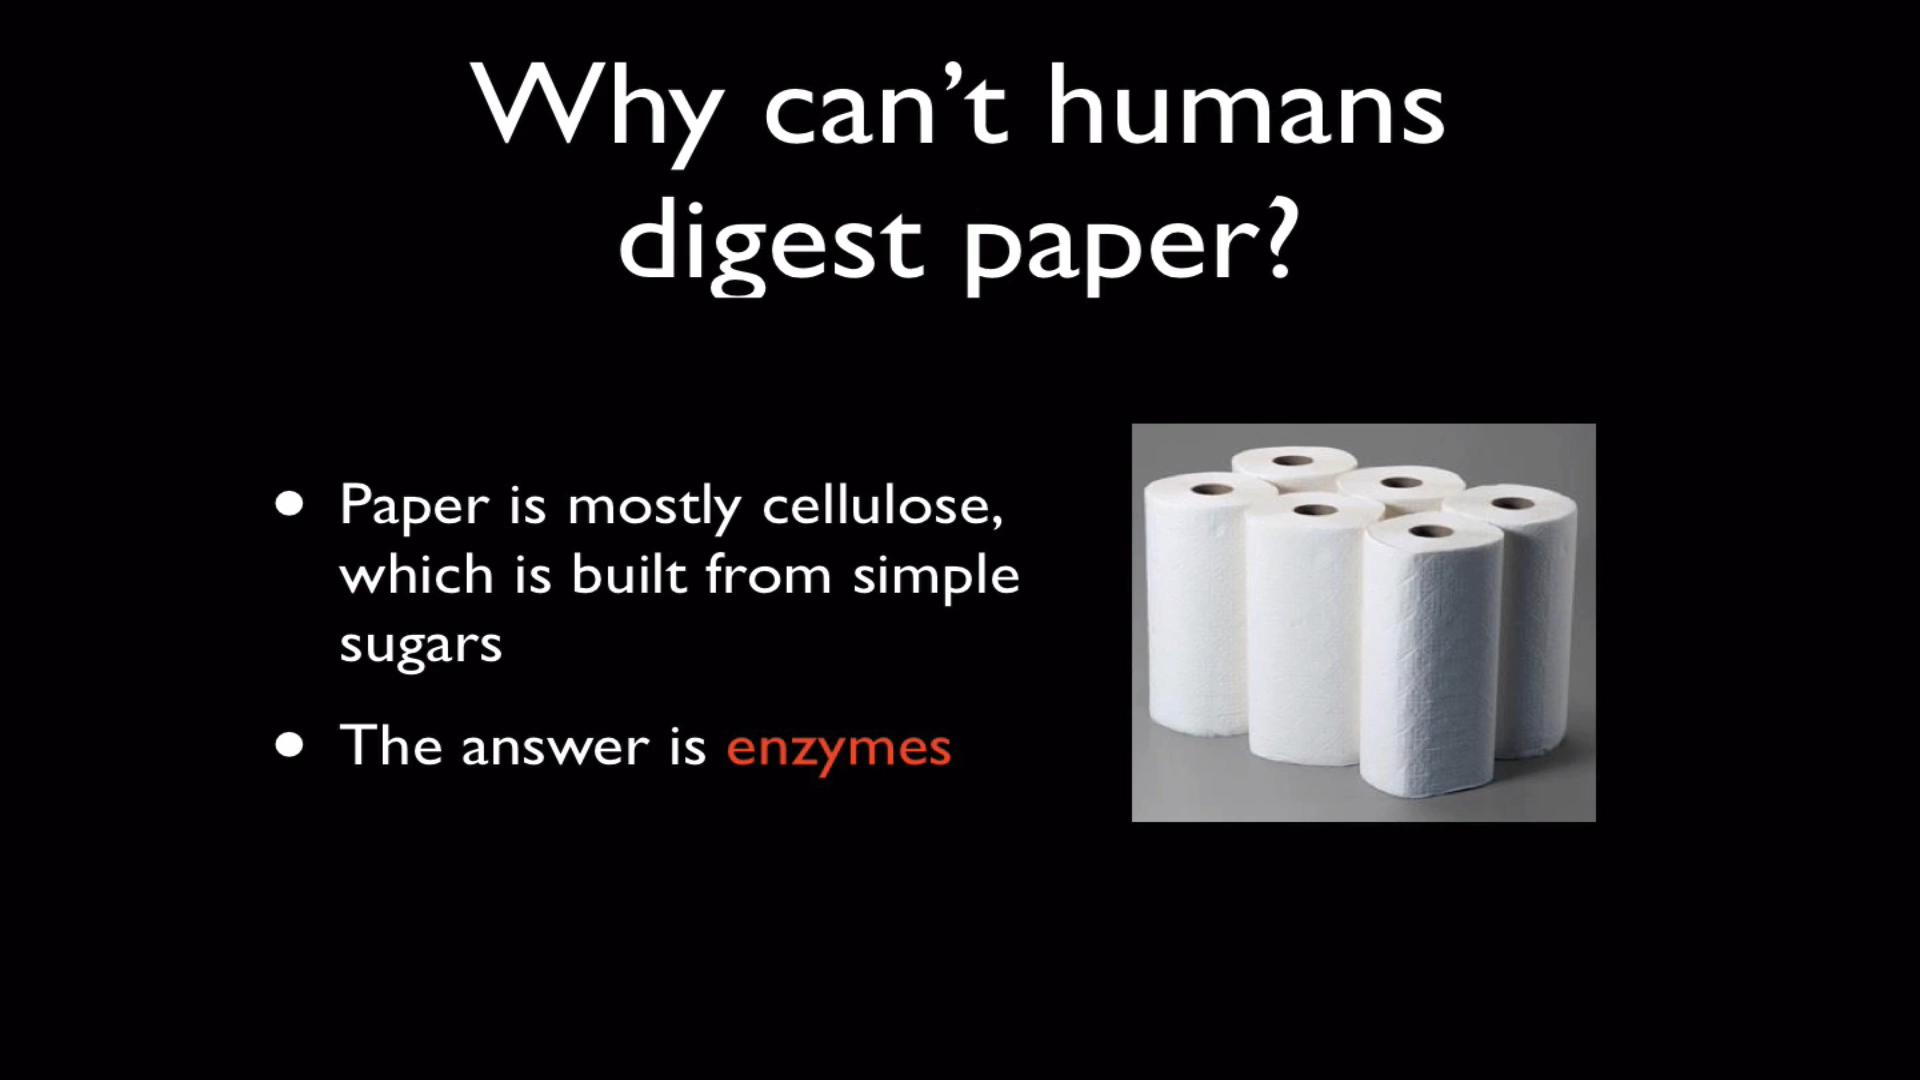 Why can’t humans
digest paper?
• Paper is mostly cellulose,
which is built from simple
sugars
• The answer is enzymes